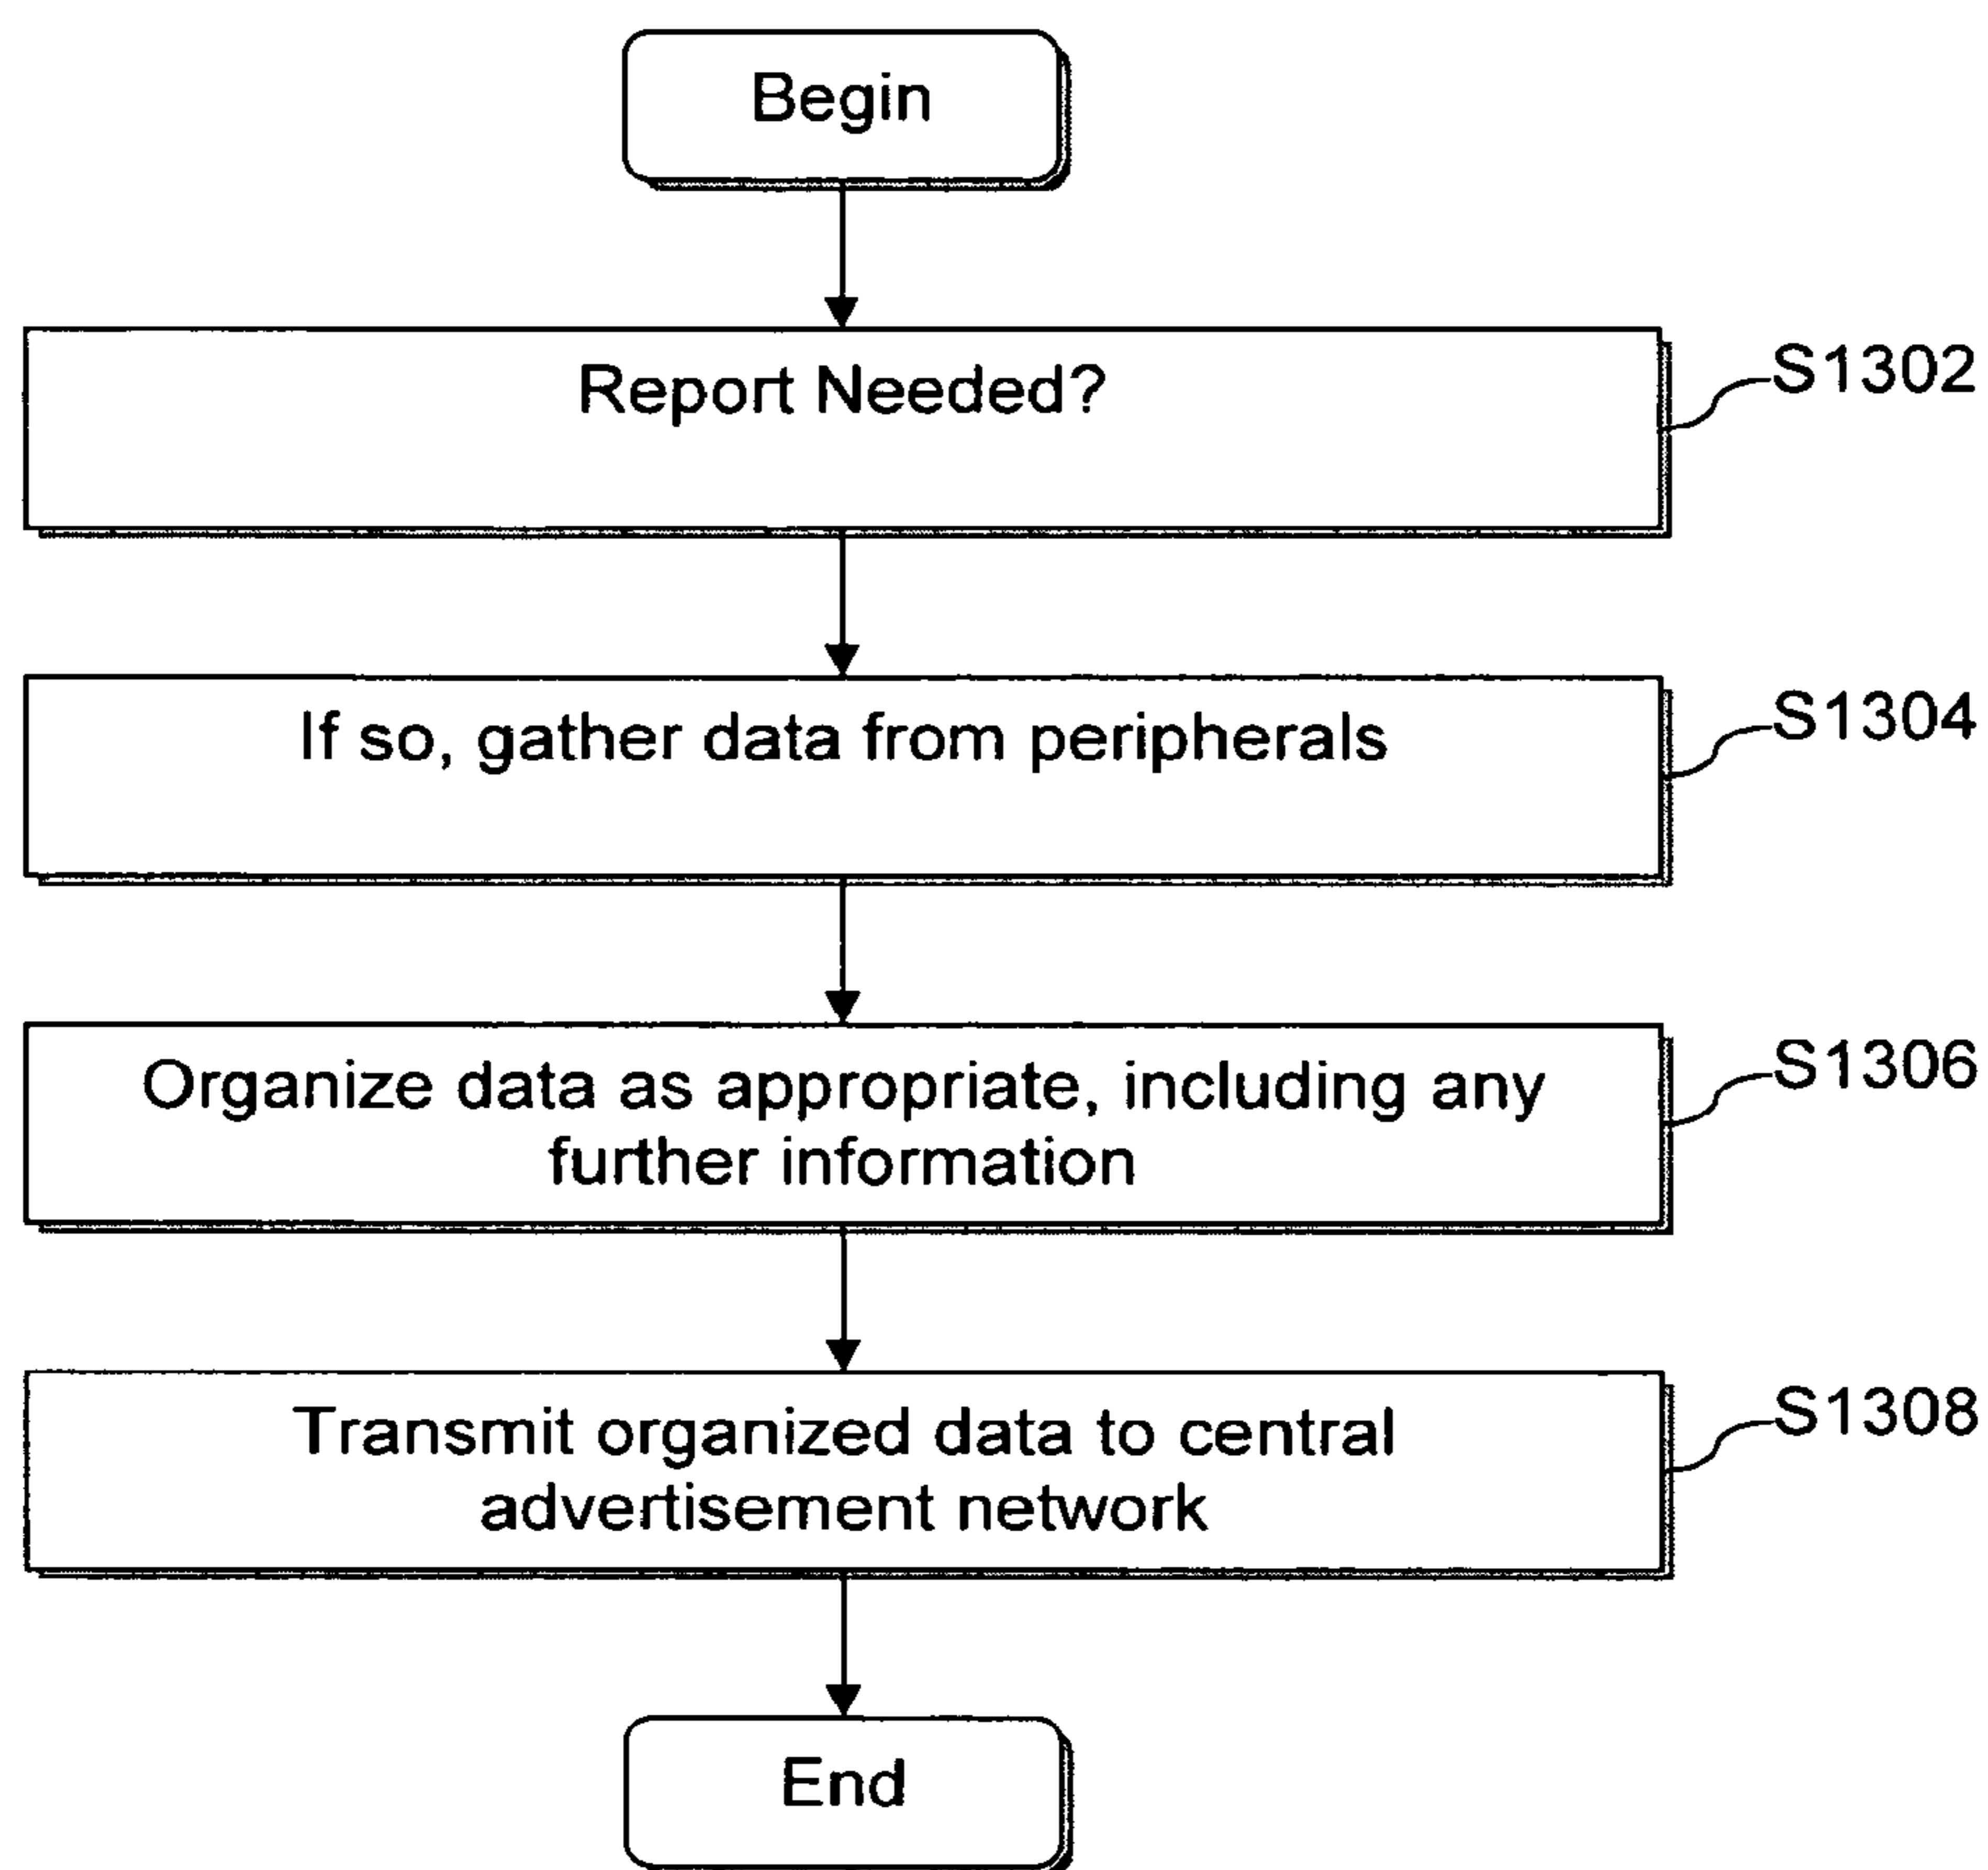 Begin
Report Needed?
S1302
If so, gather data from peripherals
S1304
Organize data as appropriate, including any
further information
S1306
Transmit organized data to central
advertisement network
S1308
End